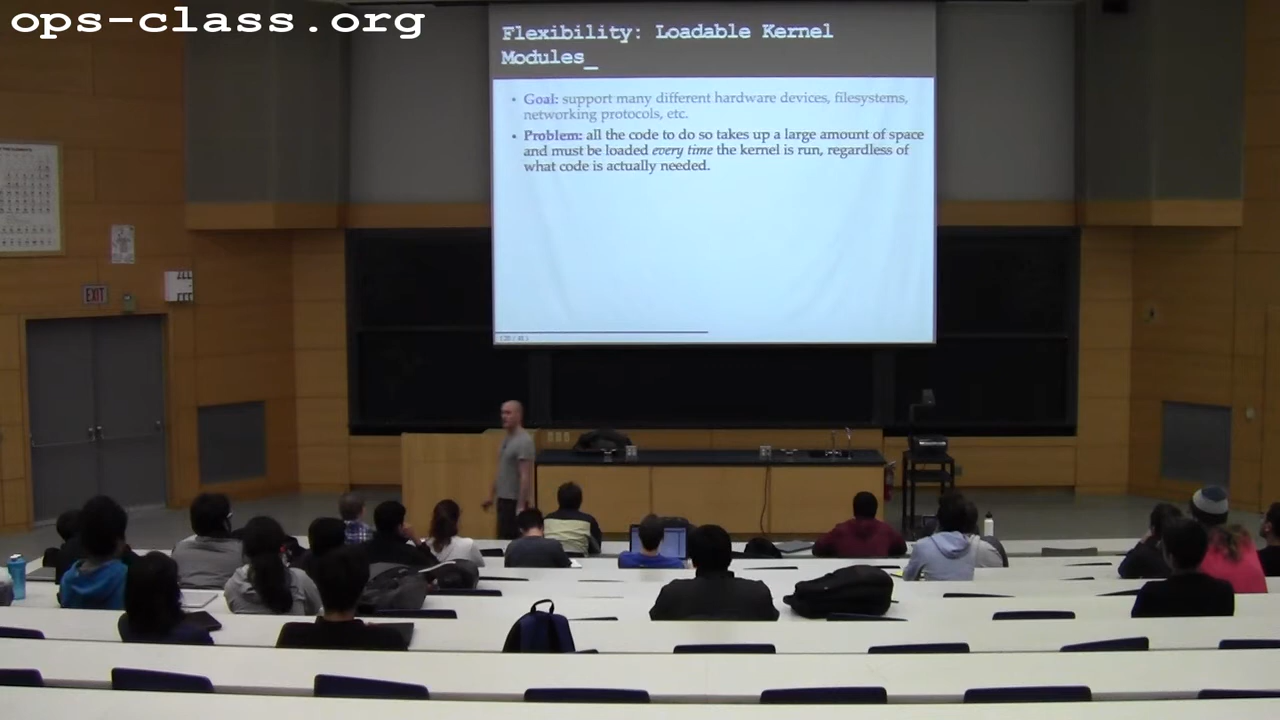 ops-class.org
Flexibility: Loadable Kernel
Modules_
• Goal: support many different hardware devices, filesystems,
networking protocols, etc.
• Problem: all the code to do so takes up a large amount of space
and must be loaded every time the kernel is run, regardless of
what code is actually needed.
EXIT